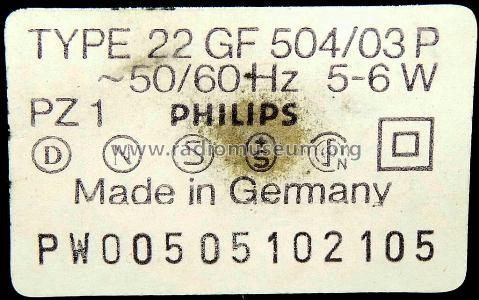 TYPE 22 GF 504/03 P
~50/60 Hz 5-6 W
PZ 1 PHILIPS
www.radiomuseum.org
D N S S FN
Made in Germany
PW00505102105